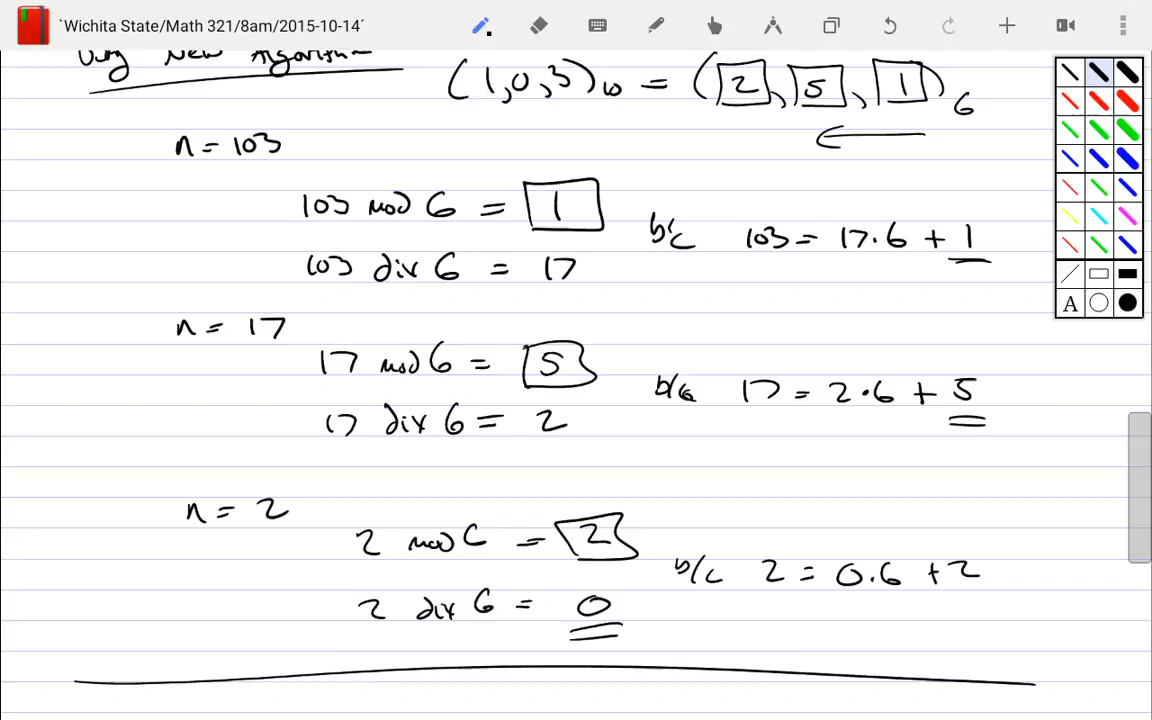 `Wichita State/Math 321/8am/2015-10-14´
Using New Algorithm
(1,0,3)₁₀ = (2, 5, 1)₆
n = 103
103 mod 6 = 1
b/c 103 = 17·6 + 1
103 div 6 = 17
n = 17
17 mod 6 = 5
b/c 17 = 2·6 + 5
17 div 6 = 2
n = 2
2 mod 6 = 2
b/c 2 = 0·6 + 2
2 div 6 = 0
A